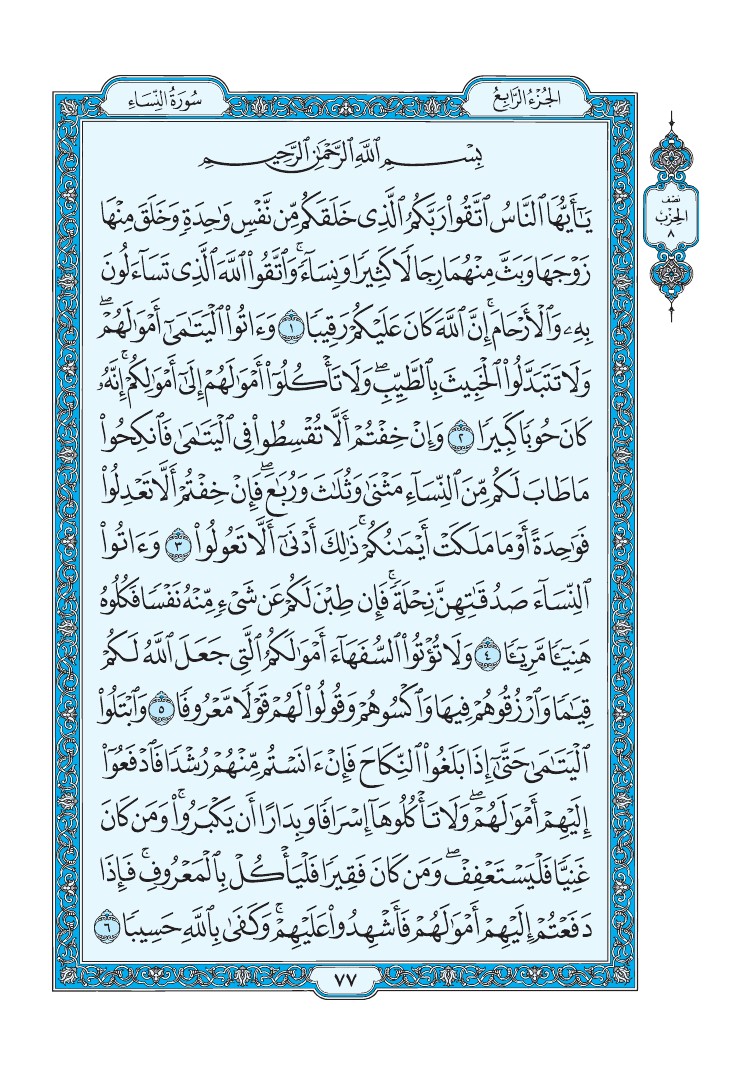 سُورَةُ النِّسَاءِ
الجُزْءُ الرَّابِعُ
نصف
الحزب
٨
بِسْمِ ٱللَّهِ ٱلرَّحْمَٰنِ ٱلرَّحِيمِ
يَٰٓأَيُّهَا ٱلنَّاسُ ٱتَّقُوا۟ رَبَّكُمُ ٱلَّذِى خَلَقَكُم مِّن نَّفْسٍ وَٰحِدَةٍ وَخَلَقَ مِنْهَا
زَوْجَهَا وَبَثَّ مِنْهُمَا رِجَالًا كَثِيرًا وَنِسَآءً ۚ وَٱتَّقُوا۟ ٱللَّهَ ٱلَّذِى تَسَآءَلُونَ
بِهِۦ وَٱلْأَرْحَامَ ۚ إِنَّ ٱللَّهَ كَانَ عَلَيْكُمْ رَقِيبًا ١ وَءَاتُوا۟ ٱلْيَتَٰمَىٰٓ أَمْوَٰلَهُمْ ۖ
وَلَا تَتَبَدَّلُوا۟ ٱلْخَبِيثَ بِٱلطَّيِّبِ ۖ وَلَا تَأْكُلُوٓا۟ أَمْوَٰلَهُمْ إِلَىٰٓ أَمْوَٰلِكُمْ ۚ إِنَّهُۥ
كَانَ حُوبًا كَبِيرًا ٢ وَإِنْ خِفْتُمْ أَلَّا تُقْسِطُوا۟ فِى ٱلْيَتَٰمَىٰ فَٱنكِحُوا۟
مَا طَابَ لَكُم مِّنَ ٱلنِّسَآءِ مَثْنَىٰ وَثُلَٰثَ وَرُبَٰعَ ۖ فَإِنْ خِفْتُمْ أَلَّا تَعْدِلُوا۟
فَوَٰحِدَةً أَوْ مَا مَلَكَتْ أَيْمَٰنُكُمْ ۚ ذَٰلِكَ أَدْنَىٰٓ أَلَّا تَعُولُوا۟ ٣ وَءَاتُوا۟
ٱلنِّسَآءَ صَدُقَٰتِهِنَّ نِحْلَةً ۚ فَإِن طِبْنَ لَكُمْ عَن شَىْءٍ مِّنْهُ نَفْسًا فَكُلُوهُ
هَنِيٓـًٔا مَّرِيٓـًٔا ٤ وَلَا تُؤْتُوا۟ ٱلسُّفَهَآءَ أَمْوَٰلَكُمُ ٱلَّتِى جَعَلَ ٱللَّهُ لَكُمْ
قِيَٰمًا وَٱرْزُقُوهُمْ فِيهَا وَٱكْسُوهُمْ وَقُولُوا۟ لَهُمْ قَوْلًا مَّعْرُوفًا ٥ وَٱبْتَلُوا۟
ٱلْيَتَٰمَىٰ حَتَّىٰٓ إِذَا بَلَغُوا۟ ٱلنِّكَاحَ فَإِنْ ءَانَسْتُم مِّنْهُمْ رُشْدًا فَٱدْفَعُوٓا۟
إِلَيْهِمْ أَمْوَٰلَهُمْ ۖ وَلَا تَأْكُلُوهَآ إِسْرَافًا وَبِدَارًا أَن يَكْبَرُوا۟ ۚ وَمَن كَانَ
غَنِيًّا فَلْيَسْتَعْفِفْ ۖ وَمَن كَانَ فَقِيرًا فَلْيَأْكُلْ بِٱلْمَعْرُوفِ ۚ فَإِذَا
دَفَعْتُمْ إِلَيْهِمْ أَمْوَٰلَهُمْ فَأَشْهِدُوا۟ عَلَيْهِمْ ۚ وَكَفَىٰ بِٱللَّهِ حَسِيبًا ٦
٧٧